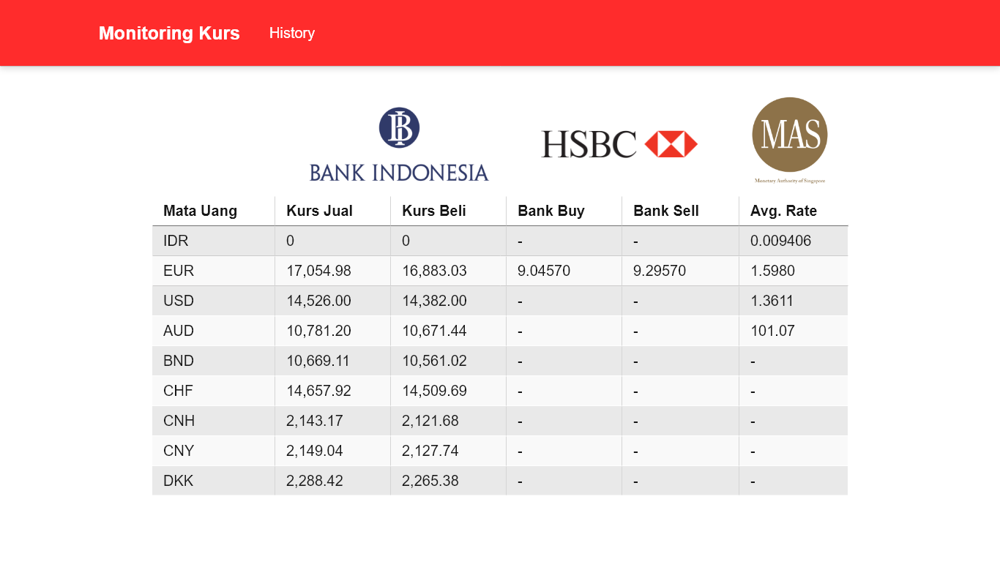 Monitoring Kurs History
BI
BANK INDONESIA
HSBC
MAS
Monetary Authority of Singapore
Mata Uang Kurs Jual Kurs Beli Bank Buy Bank Sell Avg. Rate
IDR 0 0 - - 0.009406
EUR 17,054.98 16,883.03 9.04570 9.29570 1.5980
USD 14,526.00 14,382.00 - - 1.3611
AUD 10,781.20 10,671.44 - - 101.07
BND 10,669.11 10,561.02 - - -
CHF 14,657.92 14,509.69 - - -
CNH 2,143.17 2,121.68 - - -
CNY 2,149.04 2,127.74 - - -
DKK 2,288.42 2,265.38 - - -